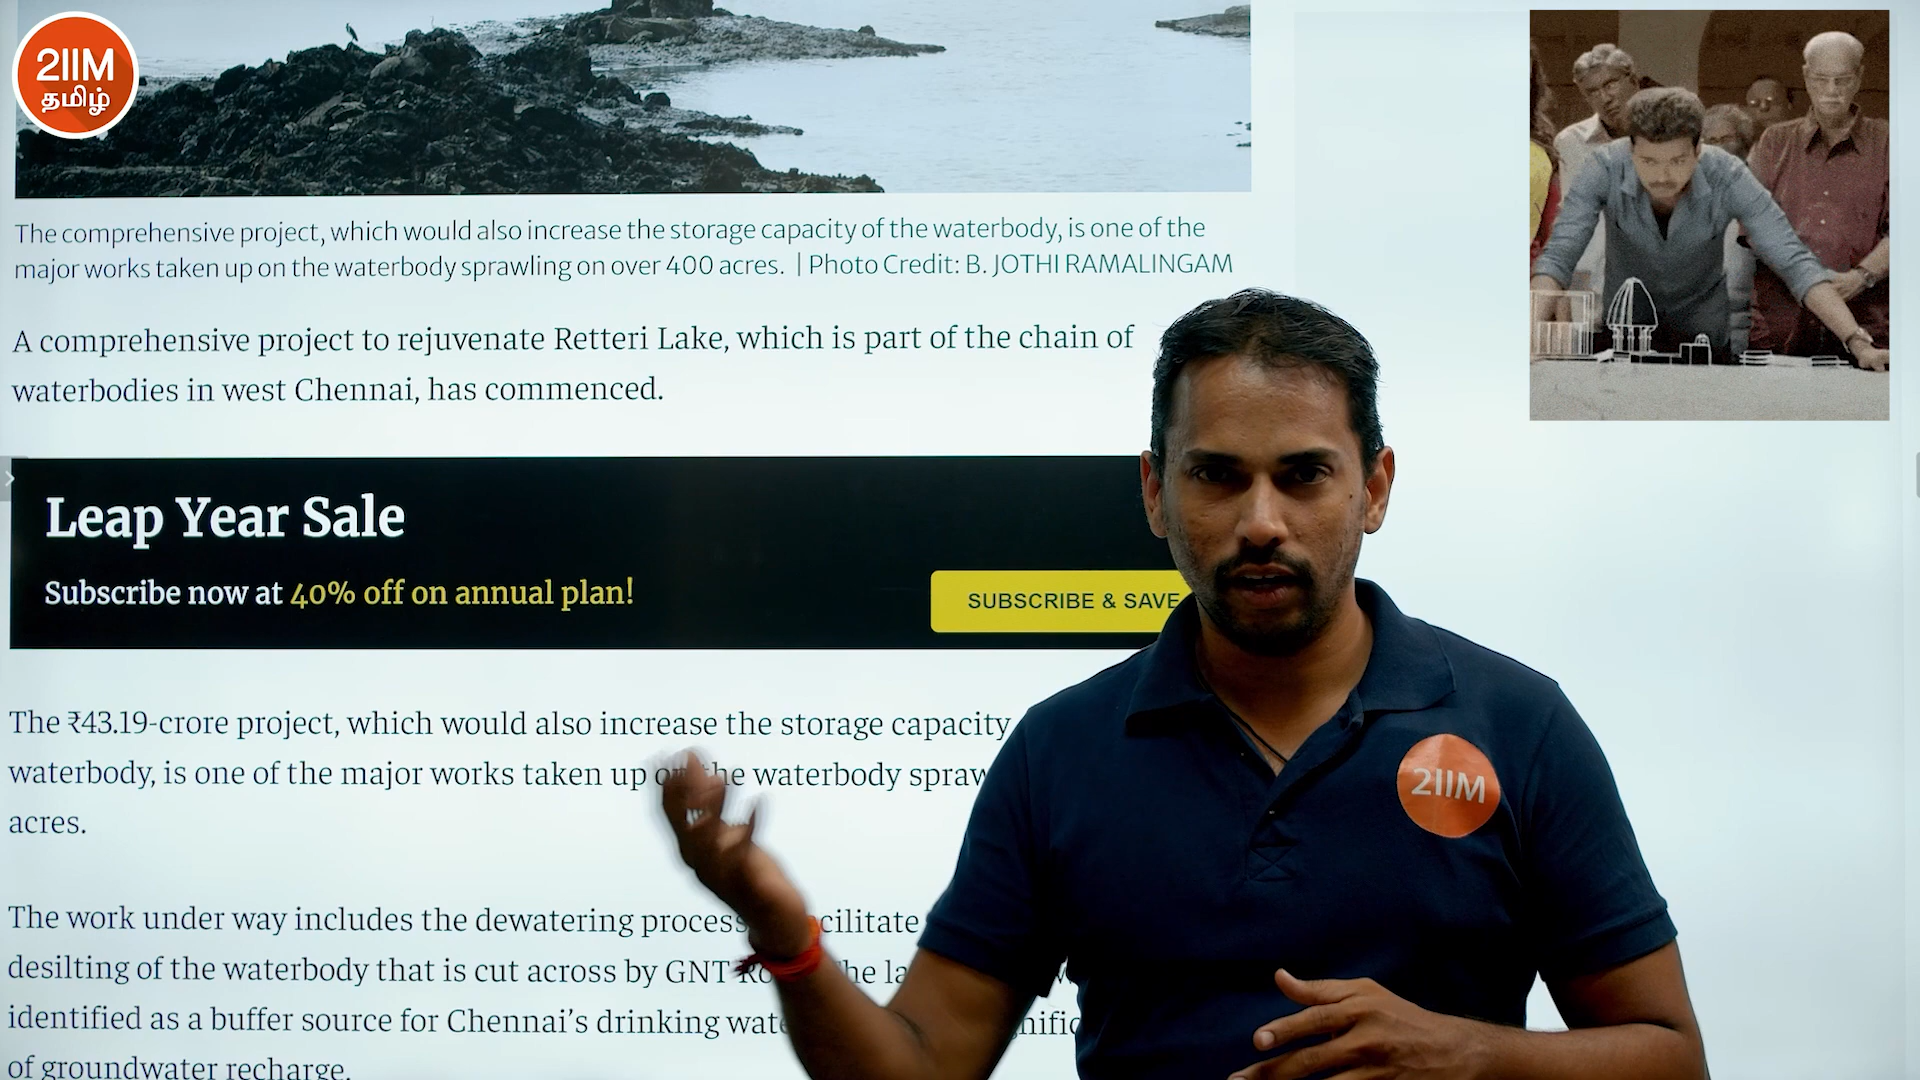 2IIM
தமிழ்
The comprehensive project, which would also increase the storage capacity of the waterbody, is one of the
major works taken up on the waterbody sprawling on over 400 acres. | Photo Credit: B. JOTHI RAMALINGAM
A comprehensive project to rejuvenate Retteri Lake, which is part of the chain of
waterbodies in west Chennai, has commenced.
Leap Year Sale
Subscribe now at 40% off on annual plan!
SUBSCRIBE & SAVE
The ₹43.19-crore project, which would also increase the storage capacity
waterbody, is one of the major works taken up on the waterbody
acres.
The work under way includes the dewatering process
desilting of the waterbody that is cut across by GNT
identified as a buffer source for Chennai’s drinking
of groundwater recharge.
2IIM